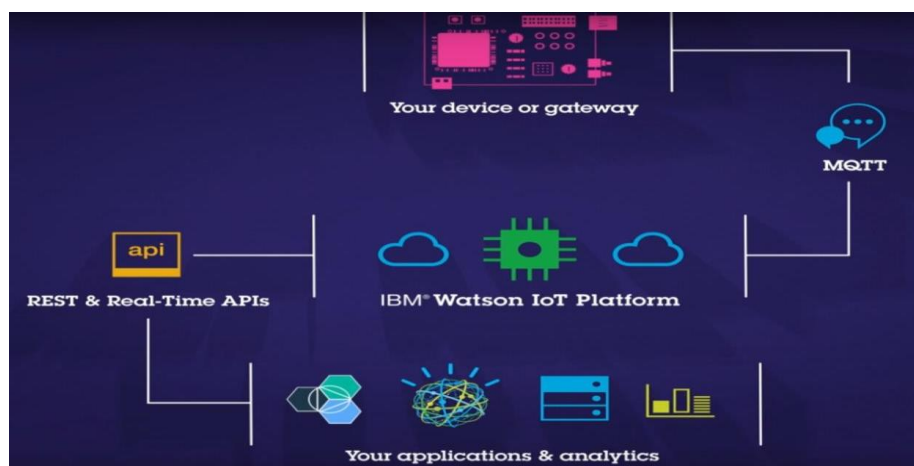 Your device or gateway
MQTT
api
REST & Real-Time APIs
IBM® Watson IoT Platform
Your applications & analytics